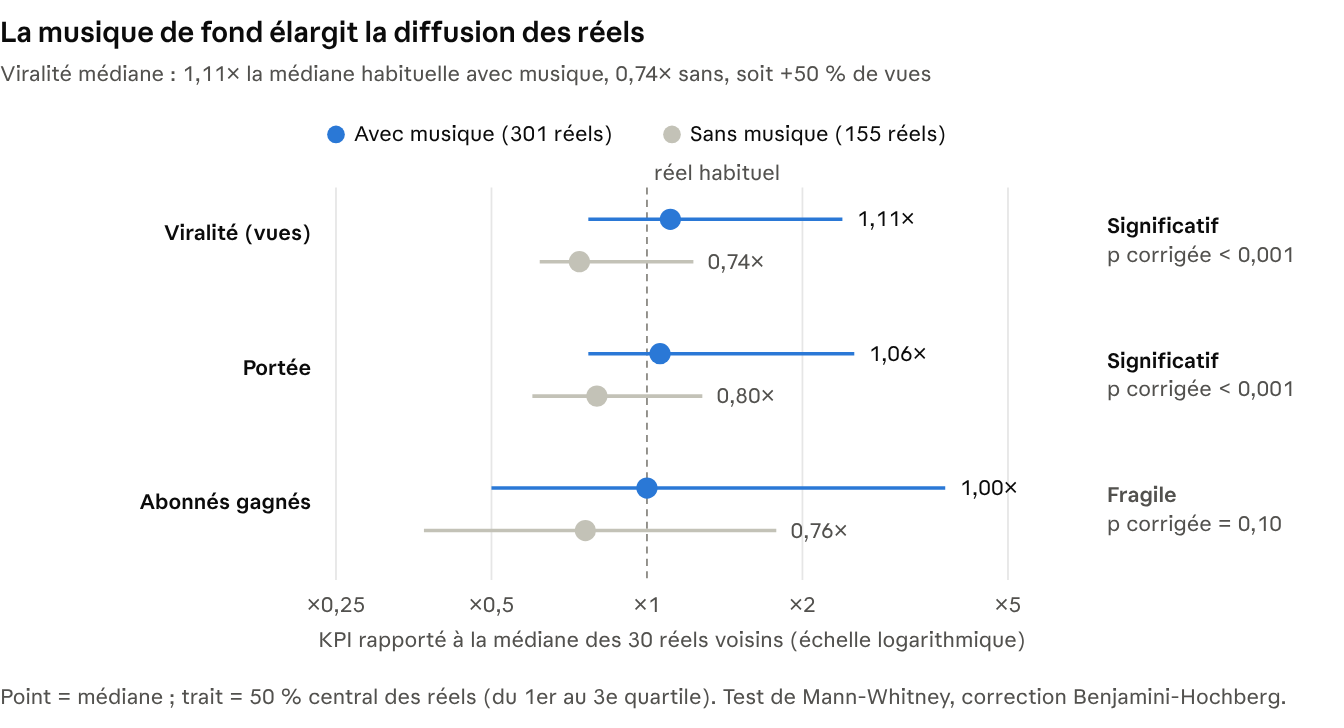 La musique de fond élargit la diffusion des réels
Viralité médiane : 1,11× la médiane habituelle avec musique, 0,74× sans, soit +50 % de vues
Avec musique (301 réels)
Sans musique (155 réels)
réel habituel
Viralité (vues)
1,11×
0,74×
Significatif
p corrigée < 0,001
Portée
1,06×
0,80×
Significatif
p corrigée < 0,001
Abonnés gagnés
1,00×
0,76×
Fragile
p corrigée = 0,10
×0,25
×0,5
×1
×2
×5
KPI rapporté à la médiane des 30 réels voisins (échelle logarithmique)
Point = médiane ; trait = 50 % central des réels (du 1er au 3e quartile). Test de Mann-Whitney, correction Benjamini-Hochberg.